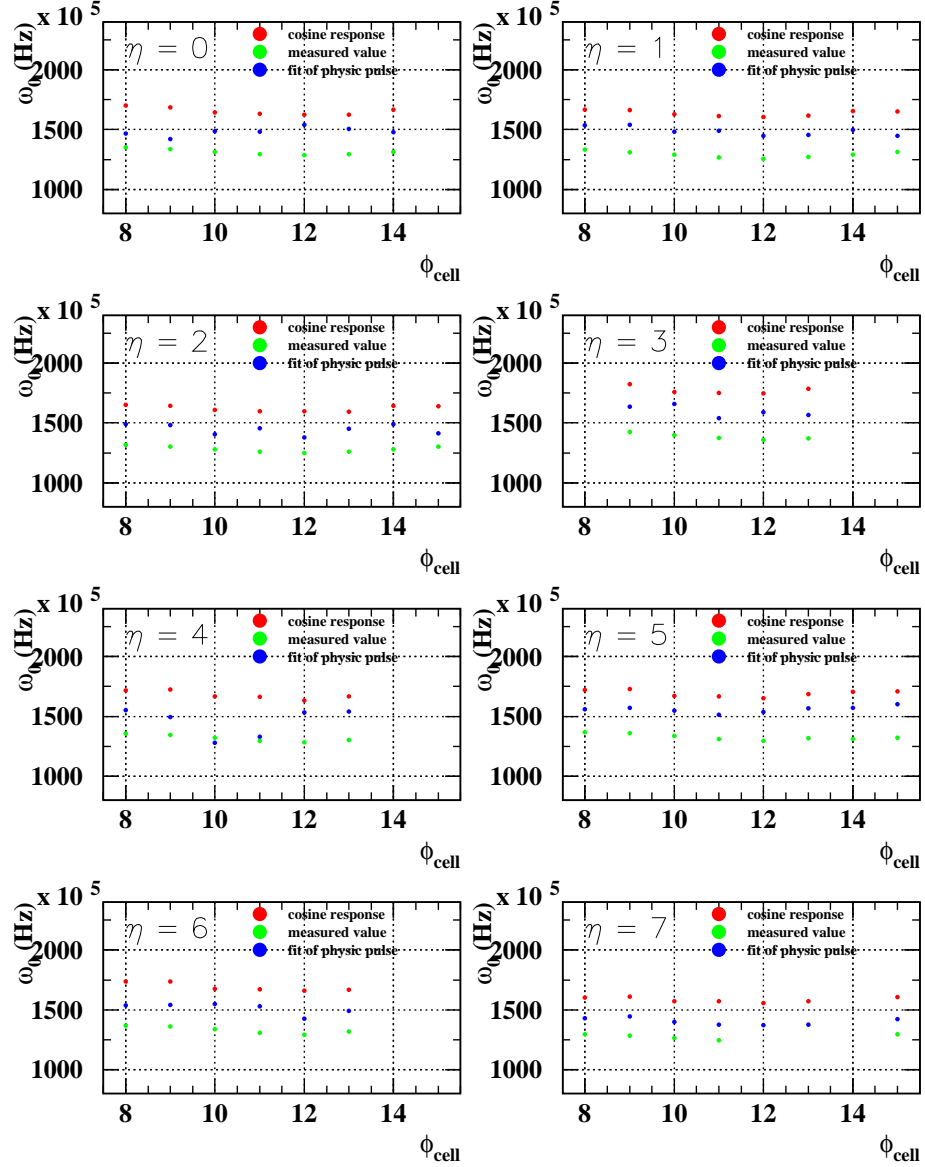 x 10 5
ω0 (Hz)
η = 0
cosine response
measured value
fit of physic pulse
2000
1500
1000
8 10 12 14
ϕcell
x 10 5
ω0 (Hz)
η = 1
cosine response
measured value
fit of physic pulse
2000
1500
1000
8 10 12 14
ϕcell
x 10 5
ω0 (Hz)
η = 2
cosine response
measured value
fit of physic pulse
2000
1500
1000
8 10 12 14
ϕcell
x 10 5
ω0 (Hz)
η = 3
cosine response
measured value
fit of physic pulse
2000
1500
1000
8 10 12 14
ϕcell
x 10 5
ω0 (Hz)
η = 4
cosine response
measured value
fit of physic pulse
2000
1500
1000
8 10 12 14
ϕcell
x 10 5
ω0 (Hz)
η = 5
cosine response
measured value
fit of physic pulse
2000
1500
1000
8 10 12 14
ϕcell
x 10 5
ω0 (Hz)
η = 6
cosine response
measured value
fit of physic pulse
2000
1500
1000
8 10 12 14
ϕcell
x 10 5
ω0 (Hz)
η = 7
cosine response
measured value
fit of physic pulse
2000
1500
1000
8 10 12 14
ϕcell